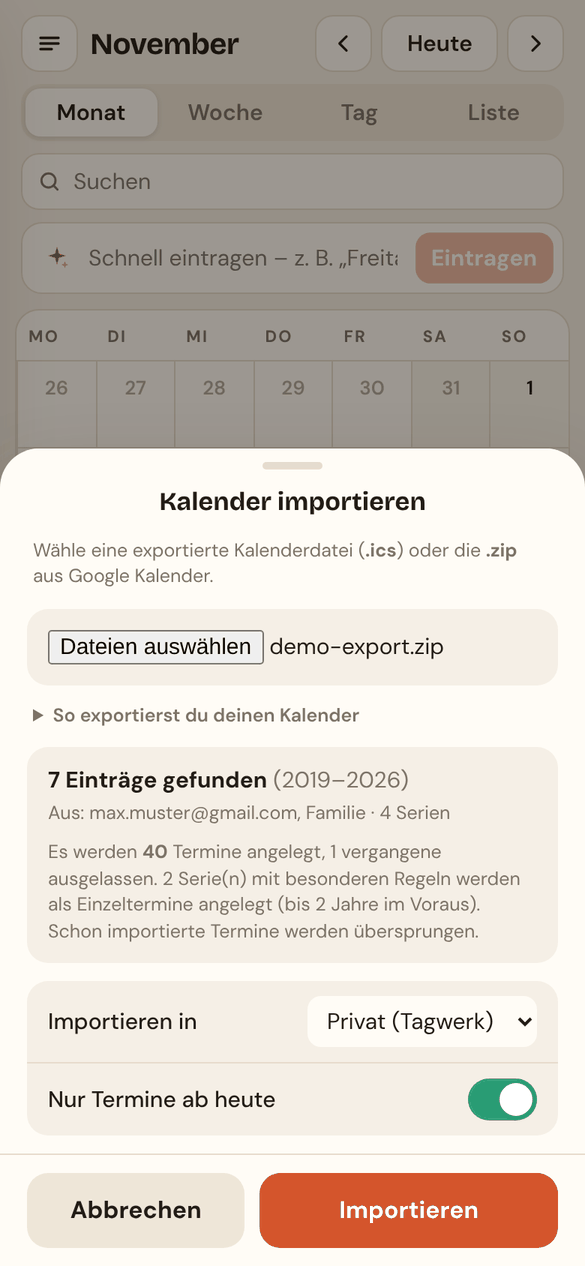 November
Heute
Monat Woche Tag Liste
Suchen
Schnell eintragen – z. B. „Freita
Eintragen
MO DI MI DO FR SA SO
26 27 28 29 30 31 1
Kalender importieren
Wähle eine exportierte Kalenderdatei (.ics) oder die .zip
aus Google Kalender.
Dateien auswählen demo-export.zip
So exportierst du deinen Kalender
7 Einträge gefunden (2019–2026)
Aus: max.muster@gmail.com, Familie · 4 Serien
Es werden 40 Termine angelegt, 1 vergangene
ausgelassen. 2 Serie(n) mit besonderen Regeln werden
als Einzeltermine angelegt (bis 2 Jahre im Voraus).
Schon importierte Termine werden übersprungen.
Importieren in
Privat (Tagwerk)
Nur Termine ab heute
Abbrechen
Importieren